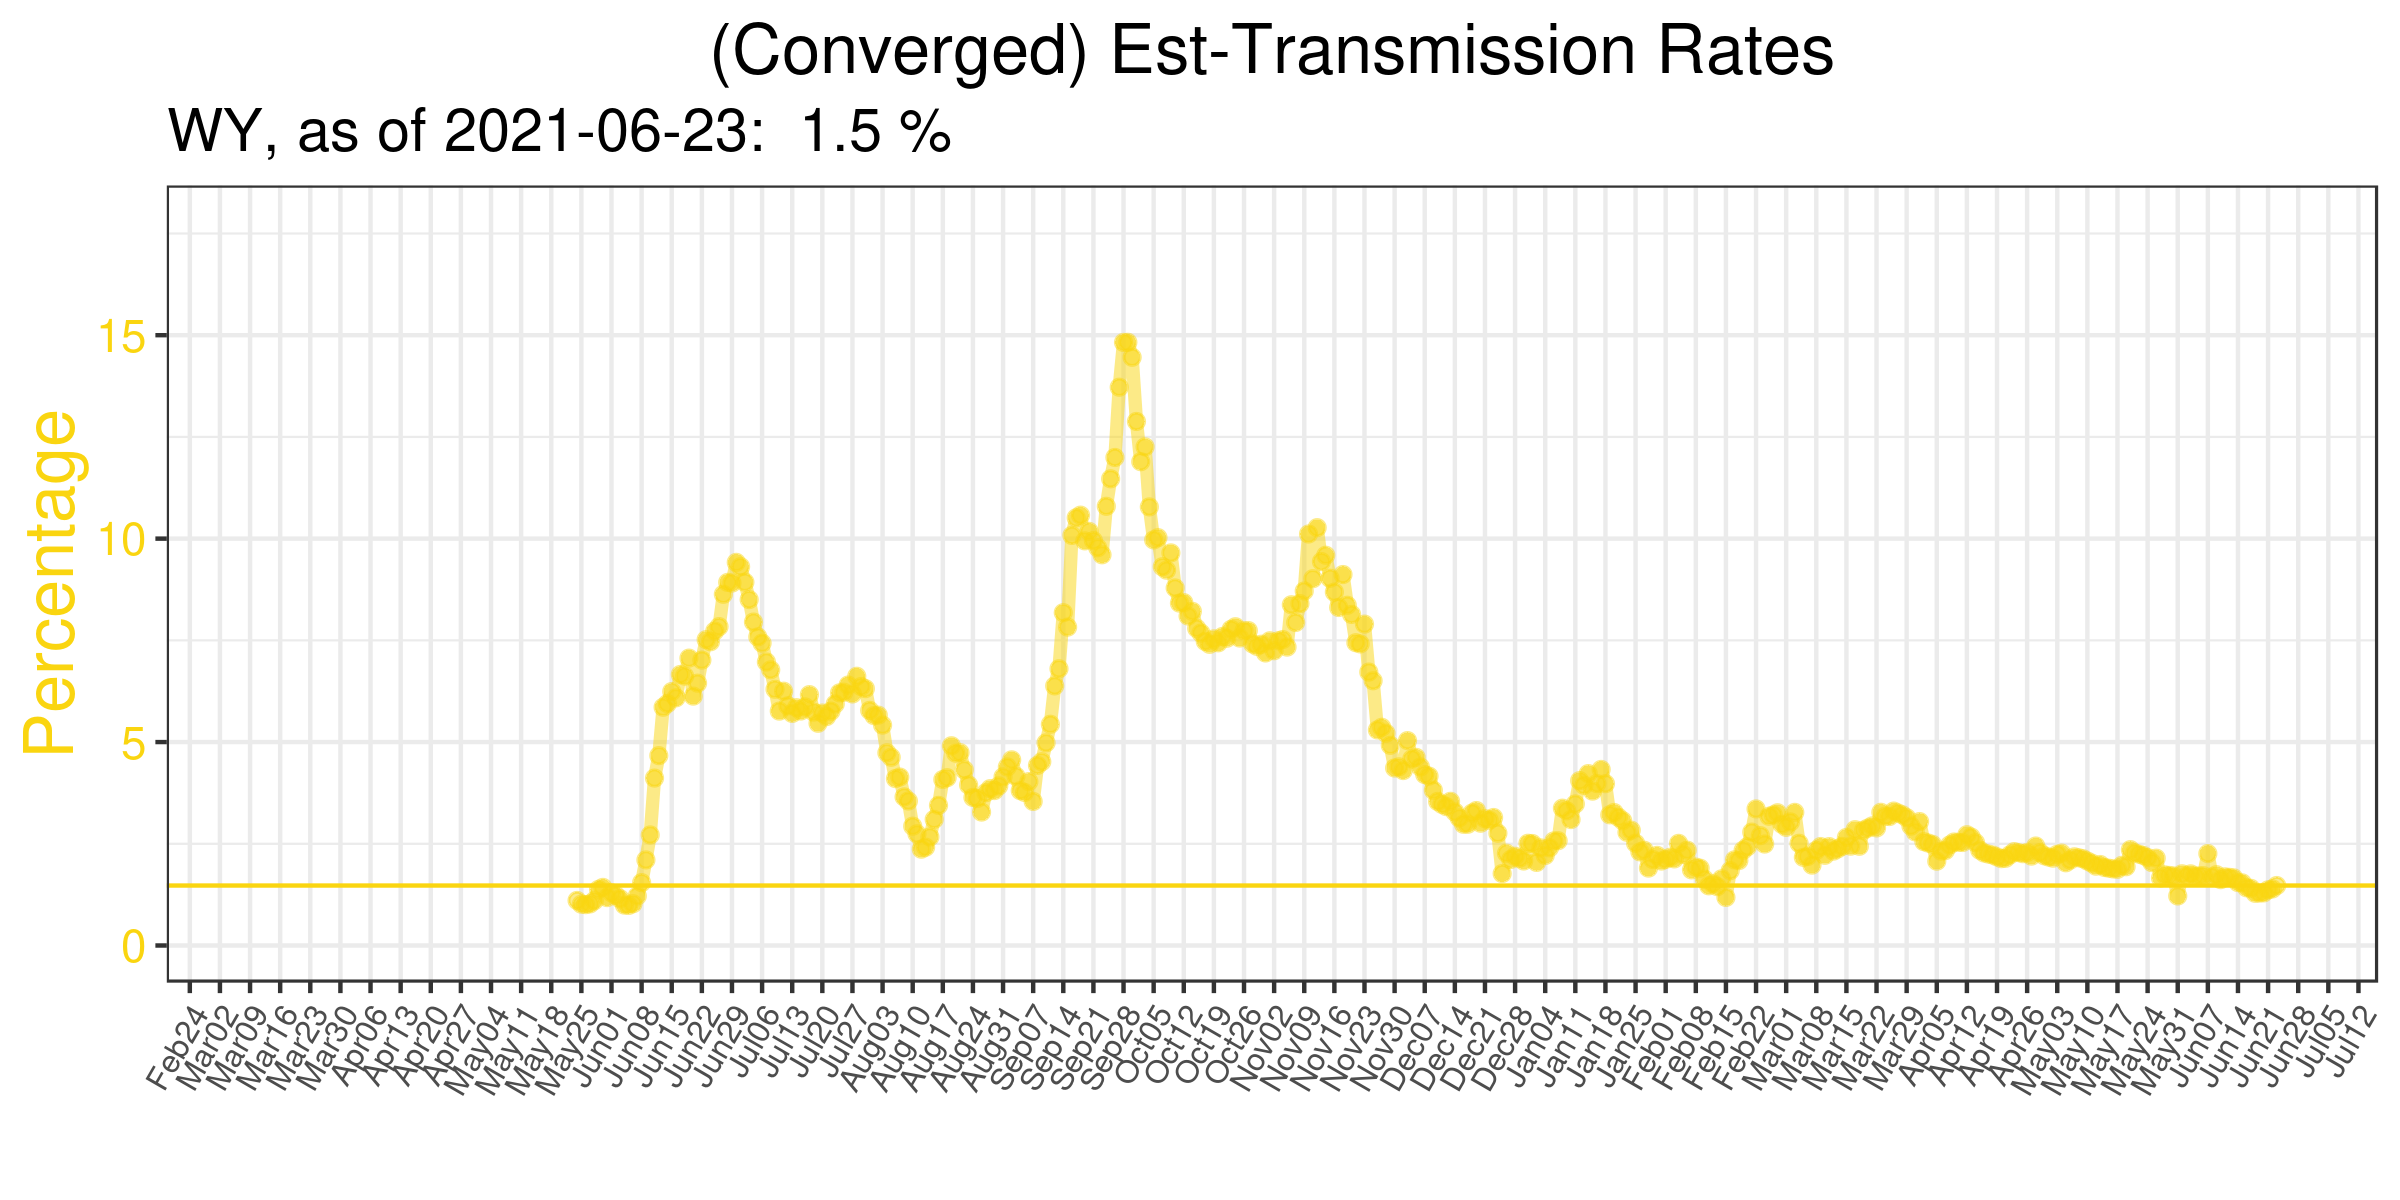 (Converged) Est-Transmission Rates
WY, as of 2021-06-23:  1.5 %
Percentage
15
10
5
0
Feb24
Mar02
Mar09
Mar16
Mar23
Mar30
Apr06
Apr13
Apr20
Apr27
May04
May11
May18
May25
Jun01
Jun08
Jun15
Jun22
Jun29
Jul06
Jul13
Jul20
Jul27
Aug03
Aug10
Aug17
Aug24
Aug31
Sep07
Sep14
Sep21
Sep28
Oct05
Oct12
Oct19
Oct26
Nov02
Nov09
Nov16
Nov23
Nov30
Dec07
Dec14
Dec21
Dec28
Jan04
Jan11
Jan18
Jan25
Feb01
Feb08
Feb15
Feb22
Mar01
Mar08
Mar15
Mar22
Mar29
Apr05
Apr12
Apr19
Apr26
May03
May10
May17
May24
May31
Jun07
Jun14
Jun21
Jun28
Jul05
Jul12